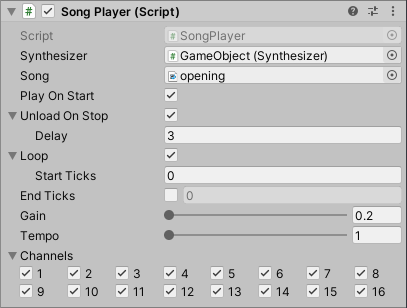 Song Player (Script)
Script # SongPlayer
Synthesizer # GameObject (Synthesizer)
Song opening
Play On Start
Unload On Stop
Delay 3
Loop
Start Ticks 0
End Ticks 0
Gain 0.2
Tempo 1
Channels
1 2 3 4 5 6 7 8
9 10 11 12 13 14 15 16